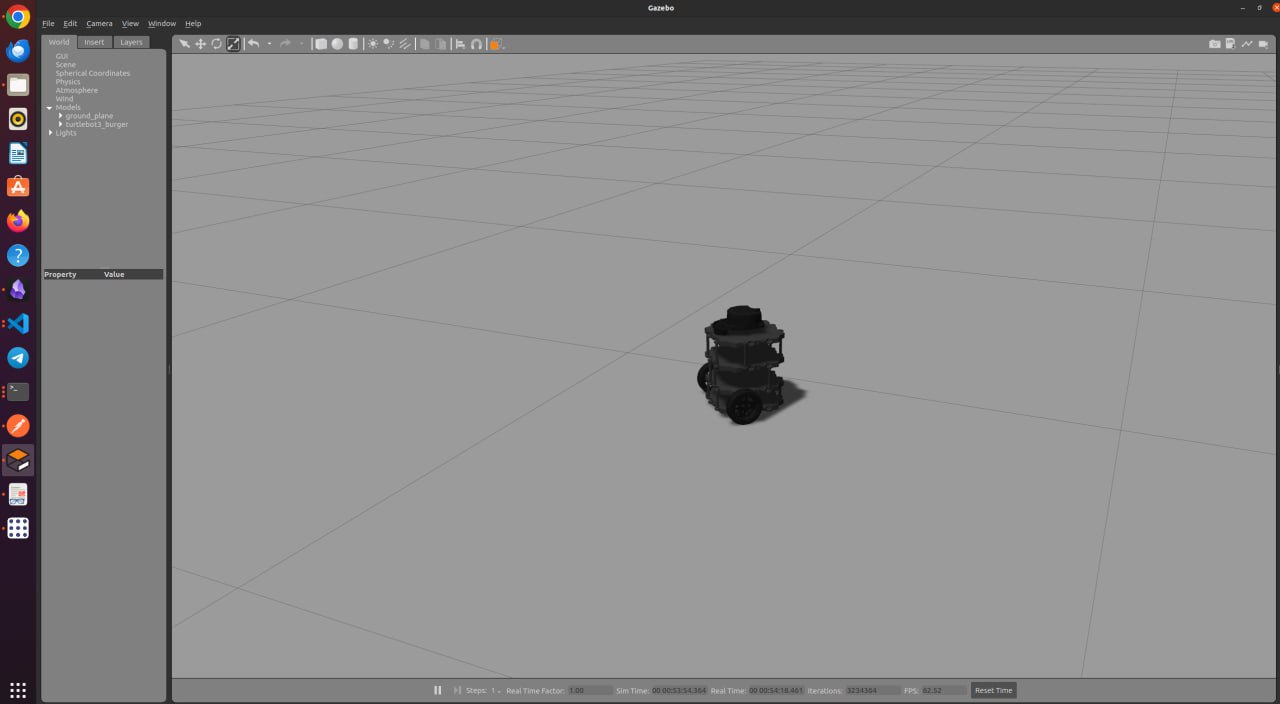 Gazebo
File Edit Camera View Window Help
World Insert Layers
GUI
Scene
Spherical Coordinates
Physics
Atmosphere
Wind
Models
ground_plane
turtlebot3_burger
Lights
Property Value
Steps: 1 Real Time Factor: 1.00 Sim Time: 00 00:53:54.364 Real Time: 00 00:54:18.461 Iterations: 3234364 FPS: 62.52 Reset Time